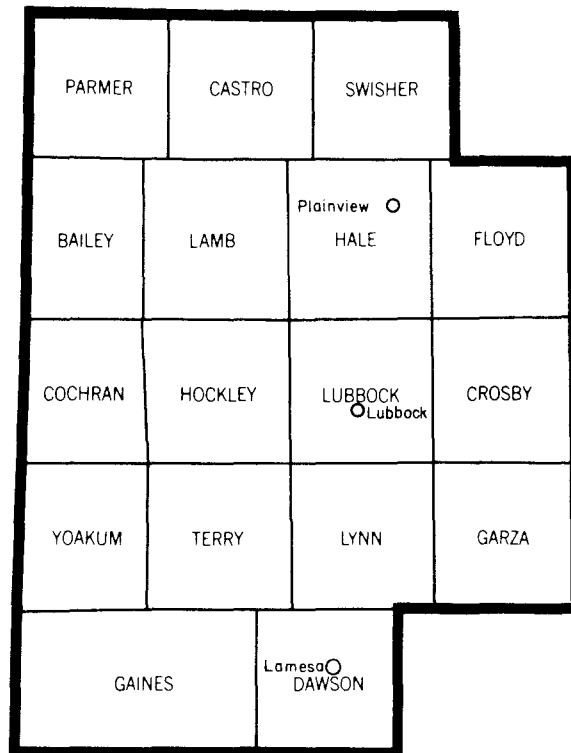 PARMER
CASTRO
SWISHER
Plainview
BAILEY
LAMB
HALE
FLOYD
COCHRAN
HOCKLEY
LUBBOCK
CROSBY
Lubbock
YOAKUM
TERRY
LYNN
GARZA
Lamesa
GAINES
DAWSON